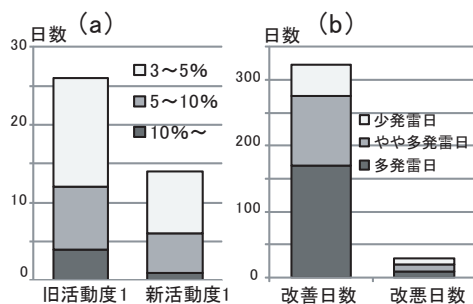 日数 (a)
30
20
10
0
3～5%
5～10%
10%～
旧活動度1 新活動度1
日数 (b)
300
200
100
0
少発雷日
やや多発雷日
多発雷日
改善日数 改悪日数